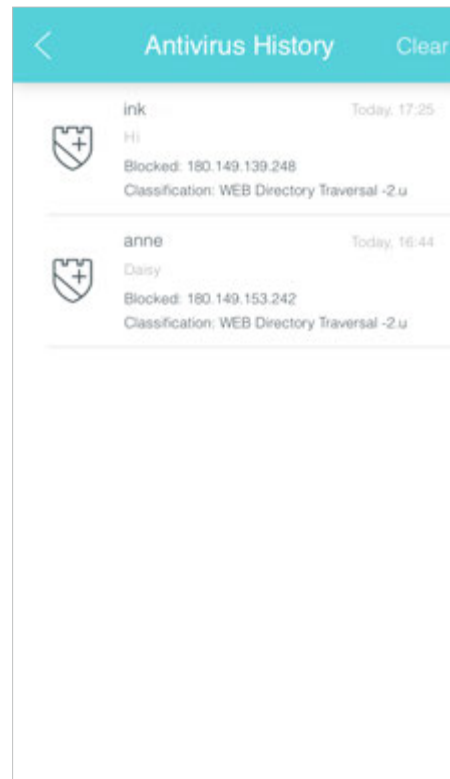 Antivirus History
Clear
ink
Today, 17:25
Hi
Blocked: 180.149.139.248
Classification: WEB Directory Traversal -2.u
anne
Today, 16:44
Daisy
Blocked: 180.149.153.242
Classification: WEB Directory Traversal -2.u